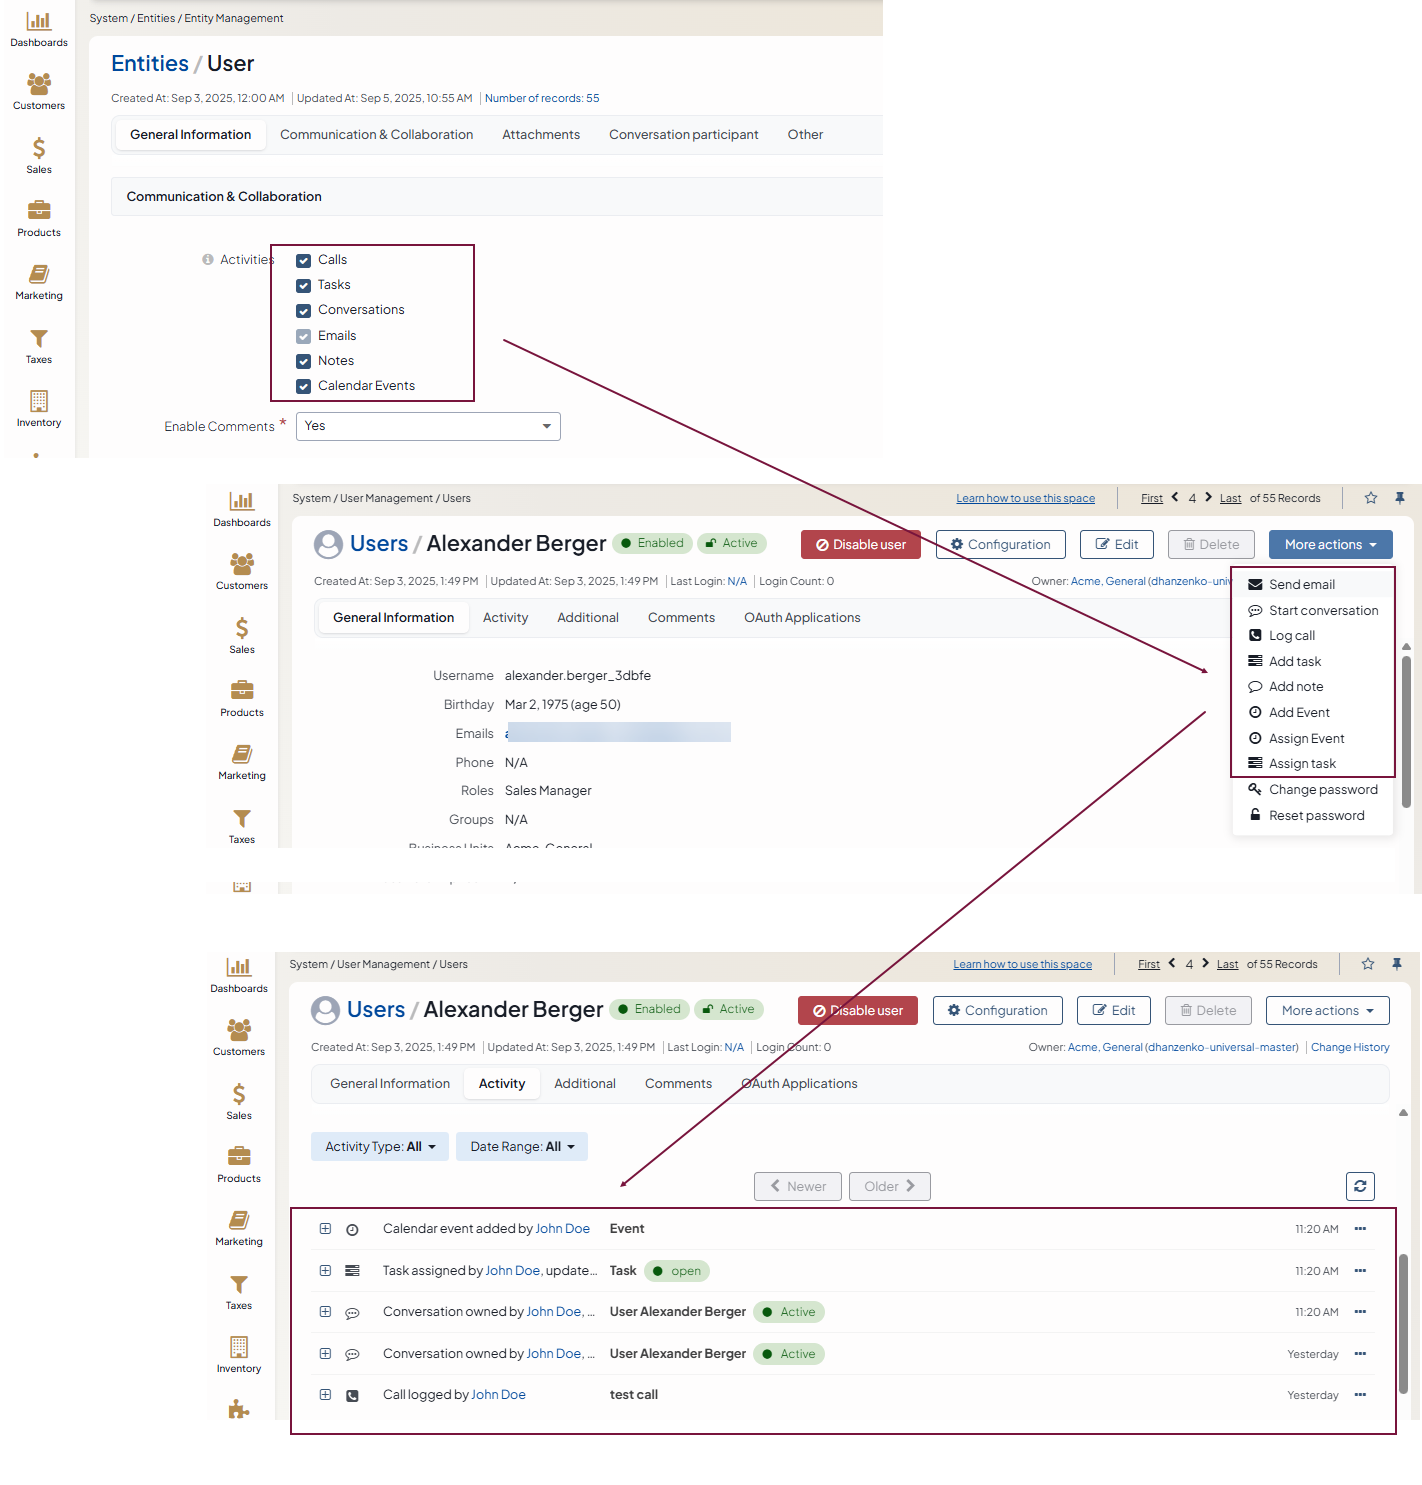 System / Entities / Entity Management
Dashboards
Customers
Sales
Products
Marketing
Taxes
Inventory
Entities / User
Created At: Sep 3, 2025, 12:00 AM Updated At: Sep 5, 2025, 10:55 AM Number of records: 55
General Information Communication & Collaboration Attachments Conversation participant Other
Communication & Collaboration
Activities
Calls
Tasks
Conversations
Emails
Notes
Calendar Events
Enable Comments * Yes
Dashboards
Customers
Sales
Products
Marketing
Taxes
System / User Management / Users Learn how to use this space First 4 Last of 55 Records
Users / Alexander Berger Enabled Active Disable user Configuration Edit Delete More actions
Created At: Sep 3, 2025, 1:49 PM Updated At: Sep 3, 2025, 1:49 PM Last Login: N/A Login Count: 0 Owner: Acme, General (dhanzenko-univ
General Information Activity Additional Comments OAuth Applications
Send email
Start conversation
Log call
Add task
Add note
Add Event
Assign Event
Assign task
Change password
Reset password
Username alexander.berger_3dbfe
Birthday Mar 2, 1975 (age 50)
Emails
Phone N/A
Roles Sales Manager
Groups N/A
Business Units Acme, General
Dashboards
Customers
Sales
Products
Marketing
Taxes
Inventory
System / User Management / Users Learn how to use this space First 4 Last of 55 Records
Users / Alexander Berger Enabled Active Disable user Configuration Edit Delete More actions
Created At: Sep 3, 2025, 1:49 PM Updated At: Sep 3, 2025, 1:49 PM Last Login: N/A Login Count: 0 Owner: Acme, General (dhanzenko-universal-master) Change History
General Information Activity Additional Comments OAuth Applications
Activity Type: All Date Range: All
Newer Older
Calendar event added by John Doe Event 11:20 AM
Task assigned by John Doe, update... Task open 11:20 AM
Conversation owned by John Doe, ... User Alexander Berger Active 11:20 AM
Conversation owned by John Doe, ... User Alexander Berger Active Yesterday
Call logged by John Doe test call Yesterday